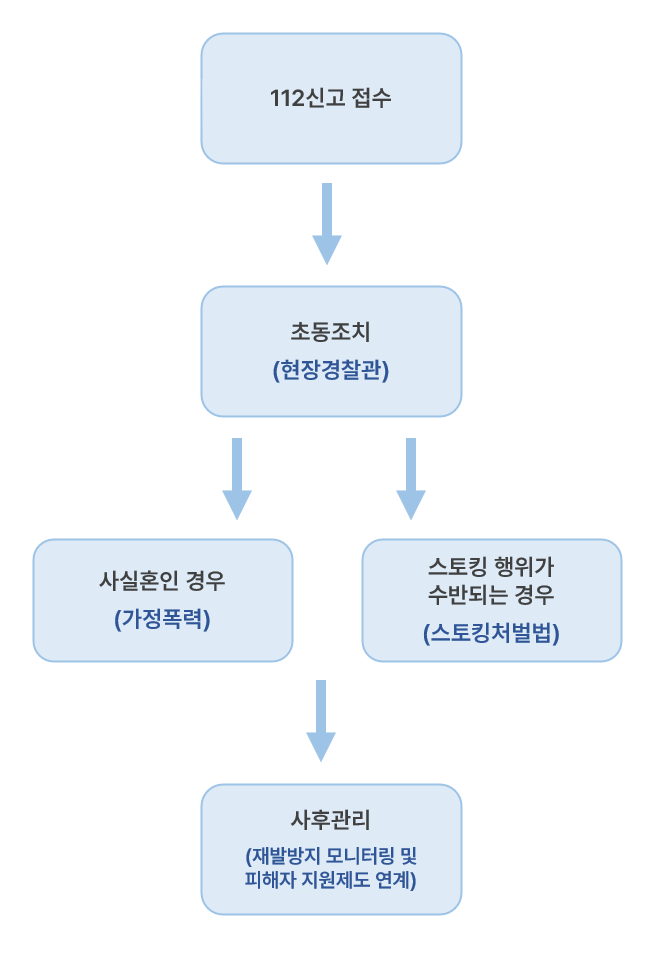 112신고 접수
초동조치
(현장경찰관)
사실혼인 경우
(가정폭력)
스토킹 행위가
수반되는 경우
(스토킹처벌법)
사후관리
(재발방지 모니터링 및
피해자 지원제도 연계)